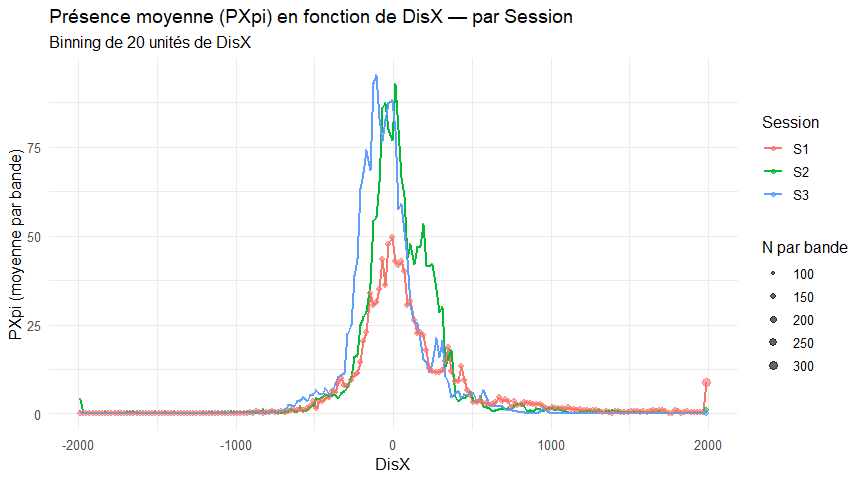 Présence moyenne (PXpi) en fonction de DisX — par Session
Binning de 20 unités de DisX
PXpi (moyenne par bande)
75
50
25
0
-2000
-1000
0
1000
2000
DisX
Session
S1
S2
S3
N par bande
100
150
200
250
300